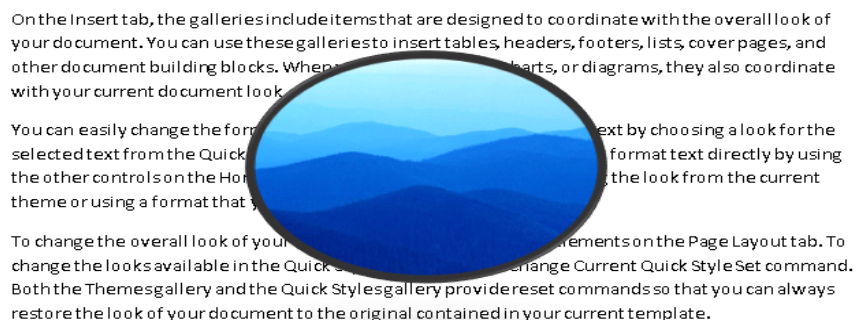 On the Insert tab, the galleries include items that are designed to coordinate with the overall look of
your document. You can use these galleries to insert tables, headers, footers, lists, cover pages, and
other document building blocks. When or diagrams, they also coordinate
with your current document look
You can easily change the by choosing a look for the
selected text from the Quick format text directly by using
the other controls on the the look from the current
theme or using a format that
To change the overall look of your on the Page Layout tab. To
change the looks available in the Quick Current Quick Style Set command.
Both the Themes gallery and the Quick Styles gallery provide reset commands so that you can always
restore the look of your document to the original contained in your current template.